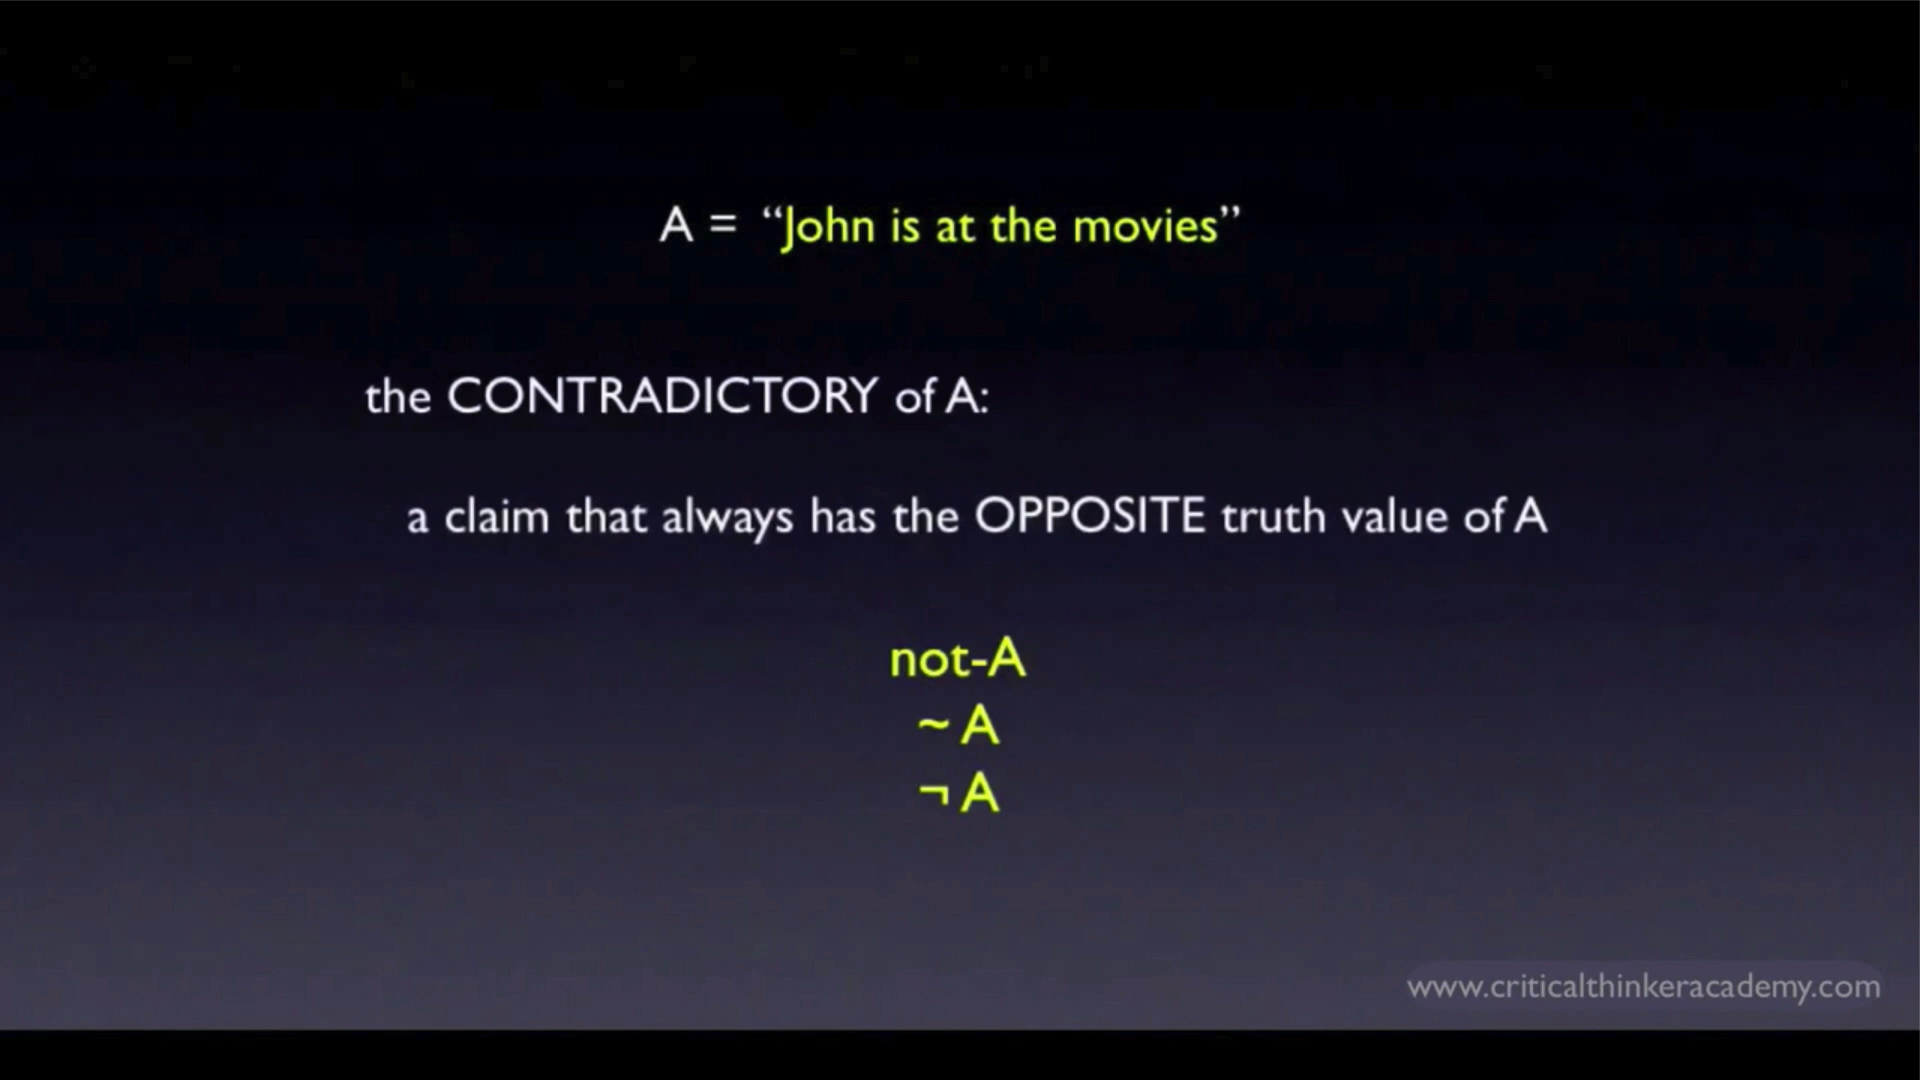 A = “John is at the movies”
the CONTRADICTORY of A:
a claim that always has the OPPOSITE truth value of A
not-A
~ A
¬ A
www.criticalthinkeracademy.com